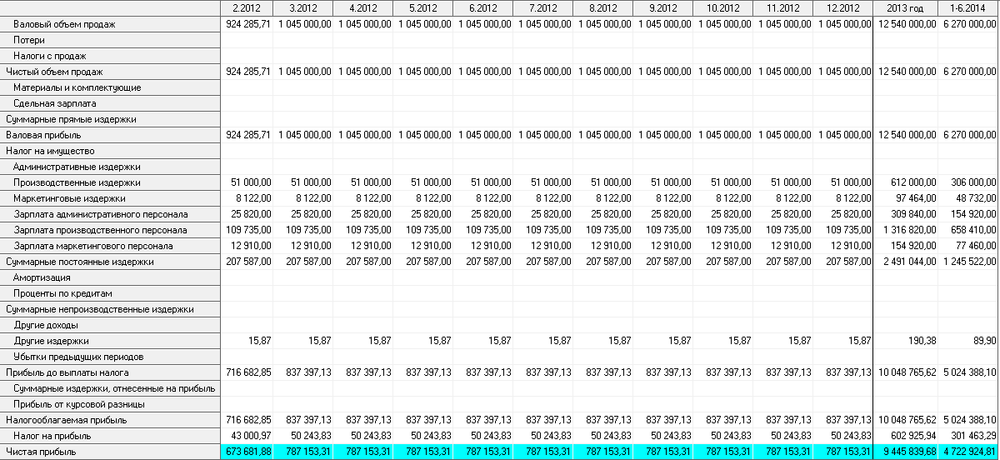 2.2012 3.2012 4.2012 5.2012 6.2012 7.2012 8.2012 9.2012 10.2012 11.2012 12.2012 2013 год 1-6.2014
Валовый объем продаж 924 285,71 1 045 000,00 1 045 000,00 1 045 000,00 1 045 000,00 1 045 000,00 1 045 000,00 1 045 000,00 1 045 000,00 1 045 000,00 1 045 000,00 12 540 000,00 6 270 000,00
Потери
Налоги с продаж
Чистый объем продаж 924 285,71 1 045 000,00 1 045 000,00 1 045 000,00 1 045 000,00 1 045 000,00 1 045 000,00 1 045 000,00 1 045 000,00 1 045 000,00 1 045 000,00 12 540 000,00 6 270 000,00
Материалы и комплектующие
Сдельная зарплата
Суммарные прямые издержки
Валовая прибыль 924 285,71 1 045 000,00 1 045 000,00 1 045 000,00 1 045 000,00 1 045 000,00 1 045 000,00 1 045 000,00 1 045 000,00 1 045 000,00 1 045 000,00 12 540 000,00 6 270 000,00
Налог на имущество
Административные издержки
Производственные издержки 51 000,00 51 000,00 51 000,00 51 000,00 51 000,00 51 000,00 51 000,00 51 000,00 51 000,00 51 000,00 51 000,00 612 000,00 306 000,00
Маркетинговые издержки 8 122,00 8 122,00 8 122,00 8 122,00 8 122,00 8 122,00 8 122,00 8 122,00 8 122,00 8 122,00 8 122,00 97 464,00 48 732,00
Зарплата административного персонала 25 820,00 25 820,00 25 820,00 25 820,00 25 820,00 25 820,00 25 820,00 25 820,00 25 820,00 25 820,00 25 820,00 309 840,00 154 920,00
Зарплата производственного персонала 109 735,00 109 735,00 109 735,00 109 735,00 109 735,00 109 735,00 109 735,00 109 735,00 109 735,00 109 735,00 109 735,00 1 316 820,00 658 410,00
Зарплата маркетингового персонала 12 910,00 12 910,00 12 910,00 12 910,00 12 910,00 12 910,00 12 910,00 12 910,00 12 910,00 12 910,00 12 910,00 154 920,00 77 460,00
Суммарные постоянные издержки 207 587,00 207 587,00 207 587,00 207 587,00 207 587,00 207 587,00 207 587,00 207 587,00 207 587,00 207 587,00 207 587,00 2 491 044,00 1 245 522,00
Амортизация
Проценты по кредитам
Суммарные непроизводственные издержки
Другие доходы
Другие издержки 15,87 15,87 15,87 15,87 15,87 15,87 15,87 15,87 15,87 15,87 15,87 190,38 89,90
Убытки предыдущих периодов
Прибыль до выплаты налога 716 682,85 837 397,13 837 397,13 837 397,13 837 397,13 837 397,13 837 397,13 837 397,13 837 397,13 837 397,13 837 397,13 10 048 765,62 5 024 388,10
Суммарные издержки, отнесенные на прибыль
Прибыль от курсовой разницы
Налогооблагаемая прибыль 716 682,85 837 397,13 837 397,13 837 397,13 837 397,13 837 397,13 837 397,13 837 397,13 837 397,13 837 397,13 837 397,13 10 048 765,62 5 024 388,10
Налог на прибыль 43 000,97 50 243,83 50 243,83 50 243,83 50 243,83 50 243,83 50 243,83 50 243,83 50 243,83 50 243,83 50 243,83 602 925,94 301 463,29
Чистая прибыль 673 681,88 787 153,31 787 153,31 787 153,31 787 153,31 787 153,31 787 153,31 787 153,31 787 153,31 787 153,31 787 153,31 9 445 839,68 4 722 924,81